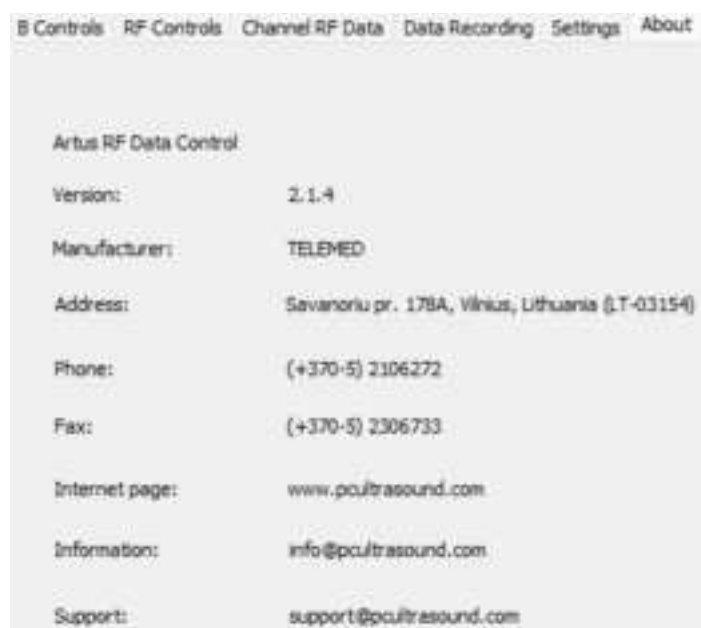 B Controls RF Controls Channel RF Data Data Recording Settings About
Artus RF Data Control
Version: 2.1.4
Manufacturer: TELEMED
Address: Savanoriu pr. 178A, Vilnius, Lithuania (LT-03154)
Phone: (+370-5) 2106272
Fax: (+370-5) 2306733
Internet page: www.pcultrasound.com
Information: info@pcultrasound.com
Support: support@pcultrasound.com